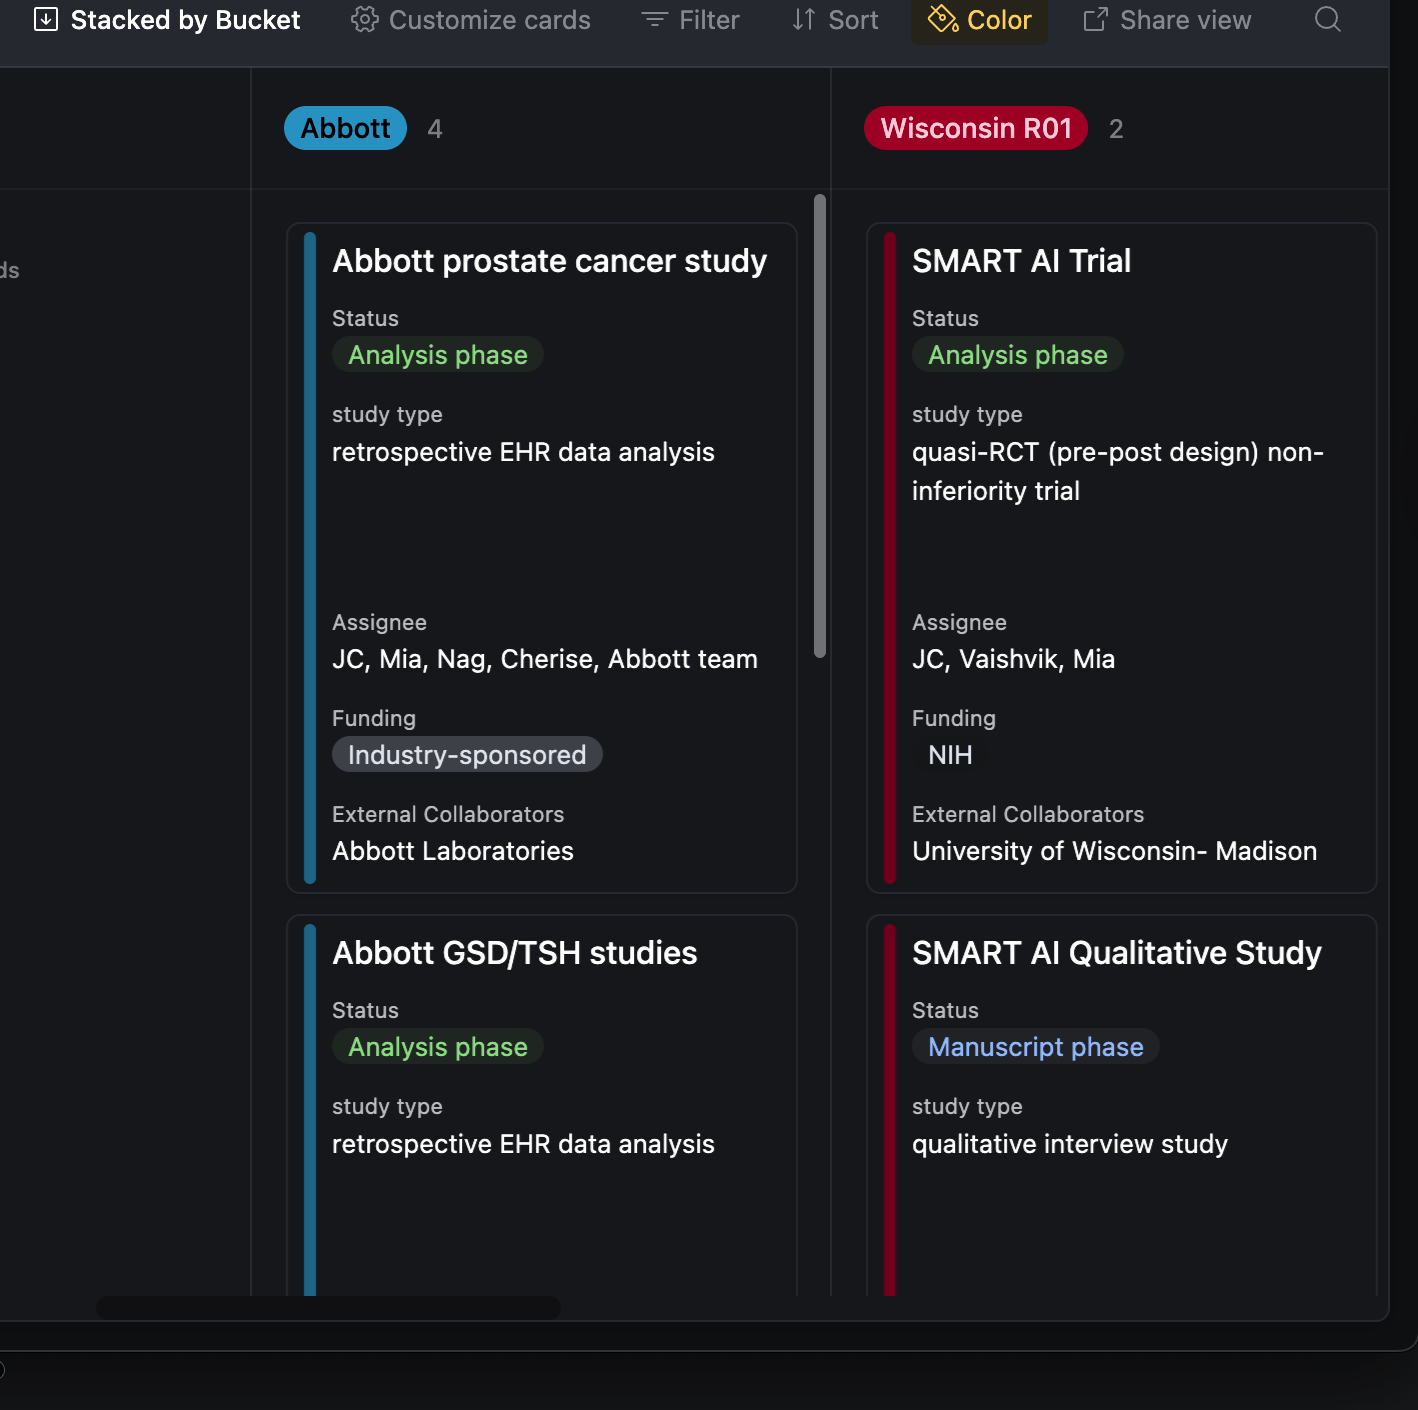 Stacked by Bucket
Customize cards
Filter
Sort
Color
Share view
ds
Abbott 4
Abbott prostate cancer study
Status
Analysis phase
study type
retrospective EHR data analysis
Assignee
JC, Mia, Nag, Cherise, Abbott team
Funding
Industry-sponsored
External Collaborators
Abbott Laboratories
Abbott GSD/TSH studies
Status
Analysis phase
study type
retrospective EHR data analysis
Wisconsin R01 2
SMART AI Trial
Status
Analysis phase
study type
quasi-RCT (pre-post design) non-
inferiority trial
Assignee
JC, Vaishvik, Mia
Funding
NIH
External Collaborators
University of Wisconsin- Madison
SMART AI Qualitative Study
Status
Manuscript phase
study type
qualitative interview study